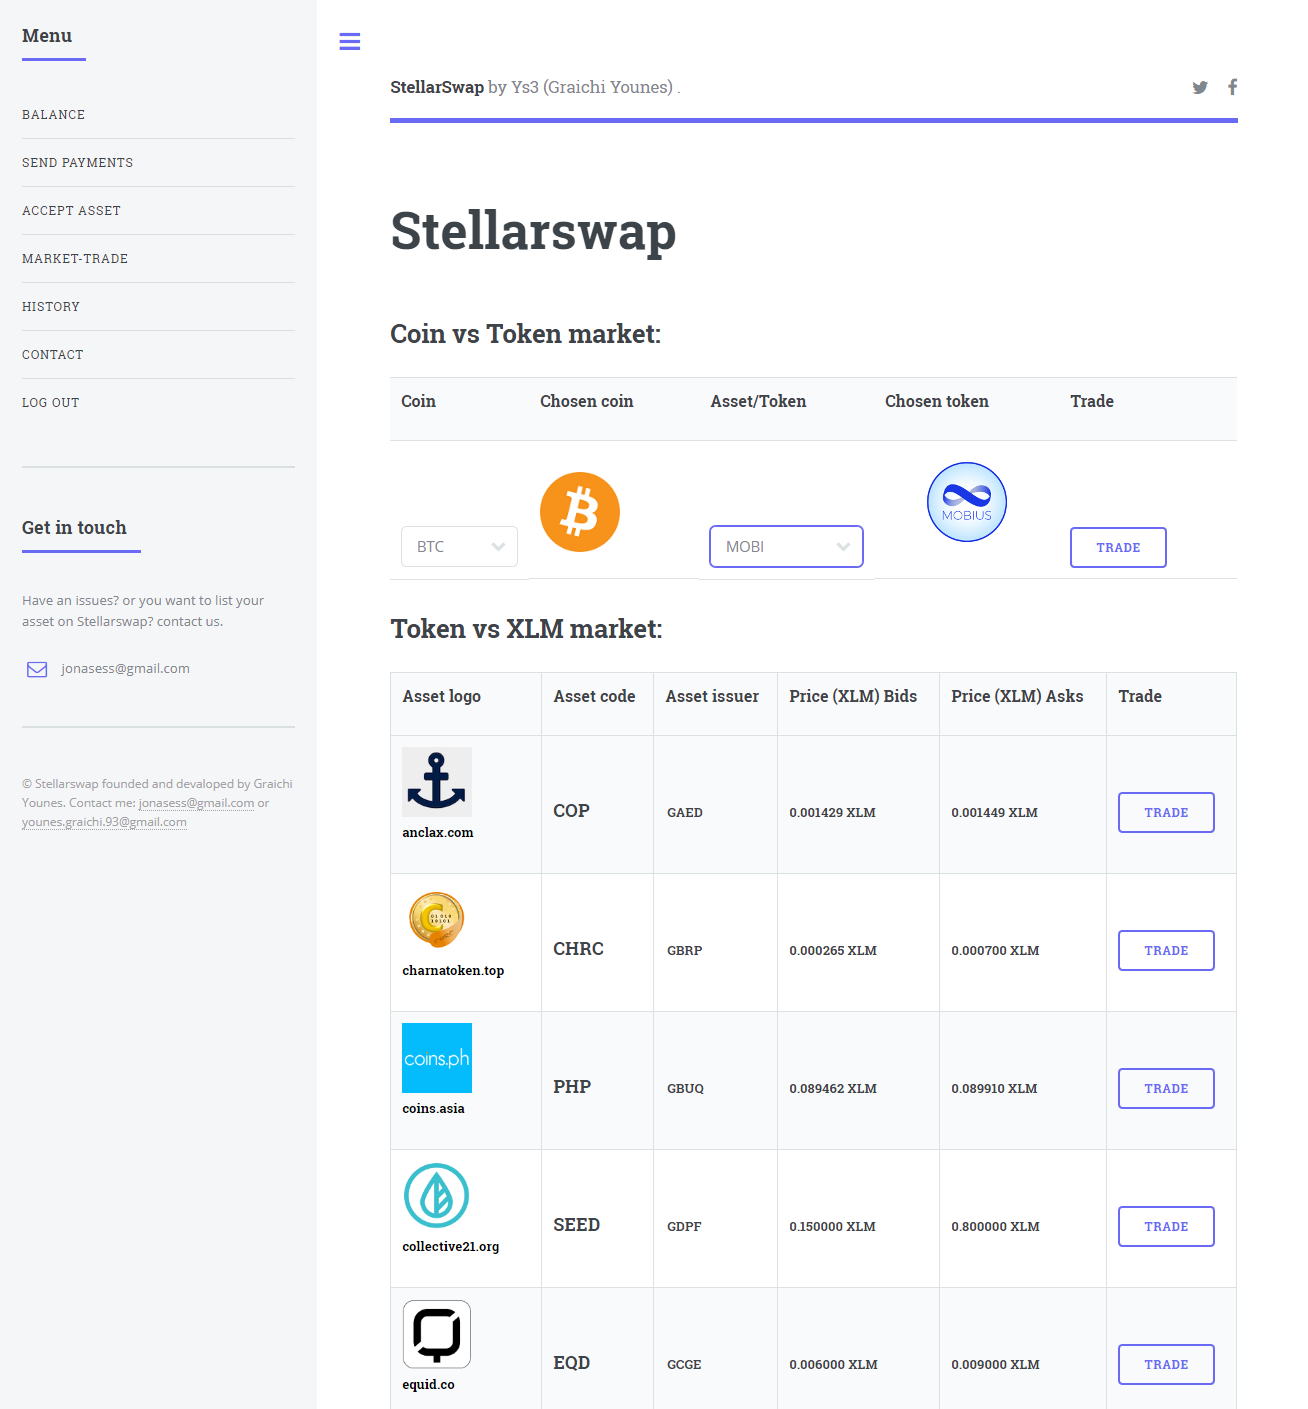 Menu
BALANCE
SEND PAYMENTS
ACCEPT ASSET
MARKET-TRADE
HISTORY
CONTACT
LOG OUT
Get in touch
Have an issues? or you want to list your
asset on Stellarswap? contact us.
jonasess@gmail.com
© Stellarswap founded and devaloped by Graichi
Younes. Contact me: jonasess@gmail.com or
younes.graichi.93@gmail.com
StellarSwap by Ys3 (Graichi Younes) .
Stellarswap
Coin vs Token market:
Coin Chosen coin Asset/Token Chosen token Trade
MOBIUS
BTC MOBI TRADE
Token vs XLM market:
Asset logo Asset code Asset issuer Price (XLM) Bids Price (XLM) Asks Trade
COP GAED 0.001429 XLM 0.001449 XLM TRADE
anclax.com
CHRC GBRP 0.000265 XLM 0.000700 XLM TRADE
charnatoken.top
coins.ph
PHP GBUQ 0.089462 XLM 0.089910 XLM TRADE
coins.asia
SEED GDPF 0.150000 XLM 0.800000 XLM TRADE
collective21.org
EQD GCGE 0.006000 XLM 0.009000 XLM TRADE
equid.co